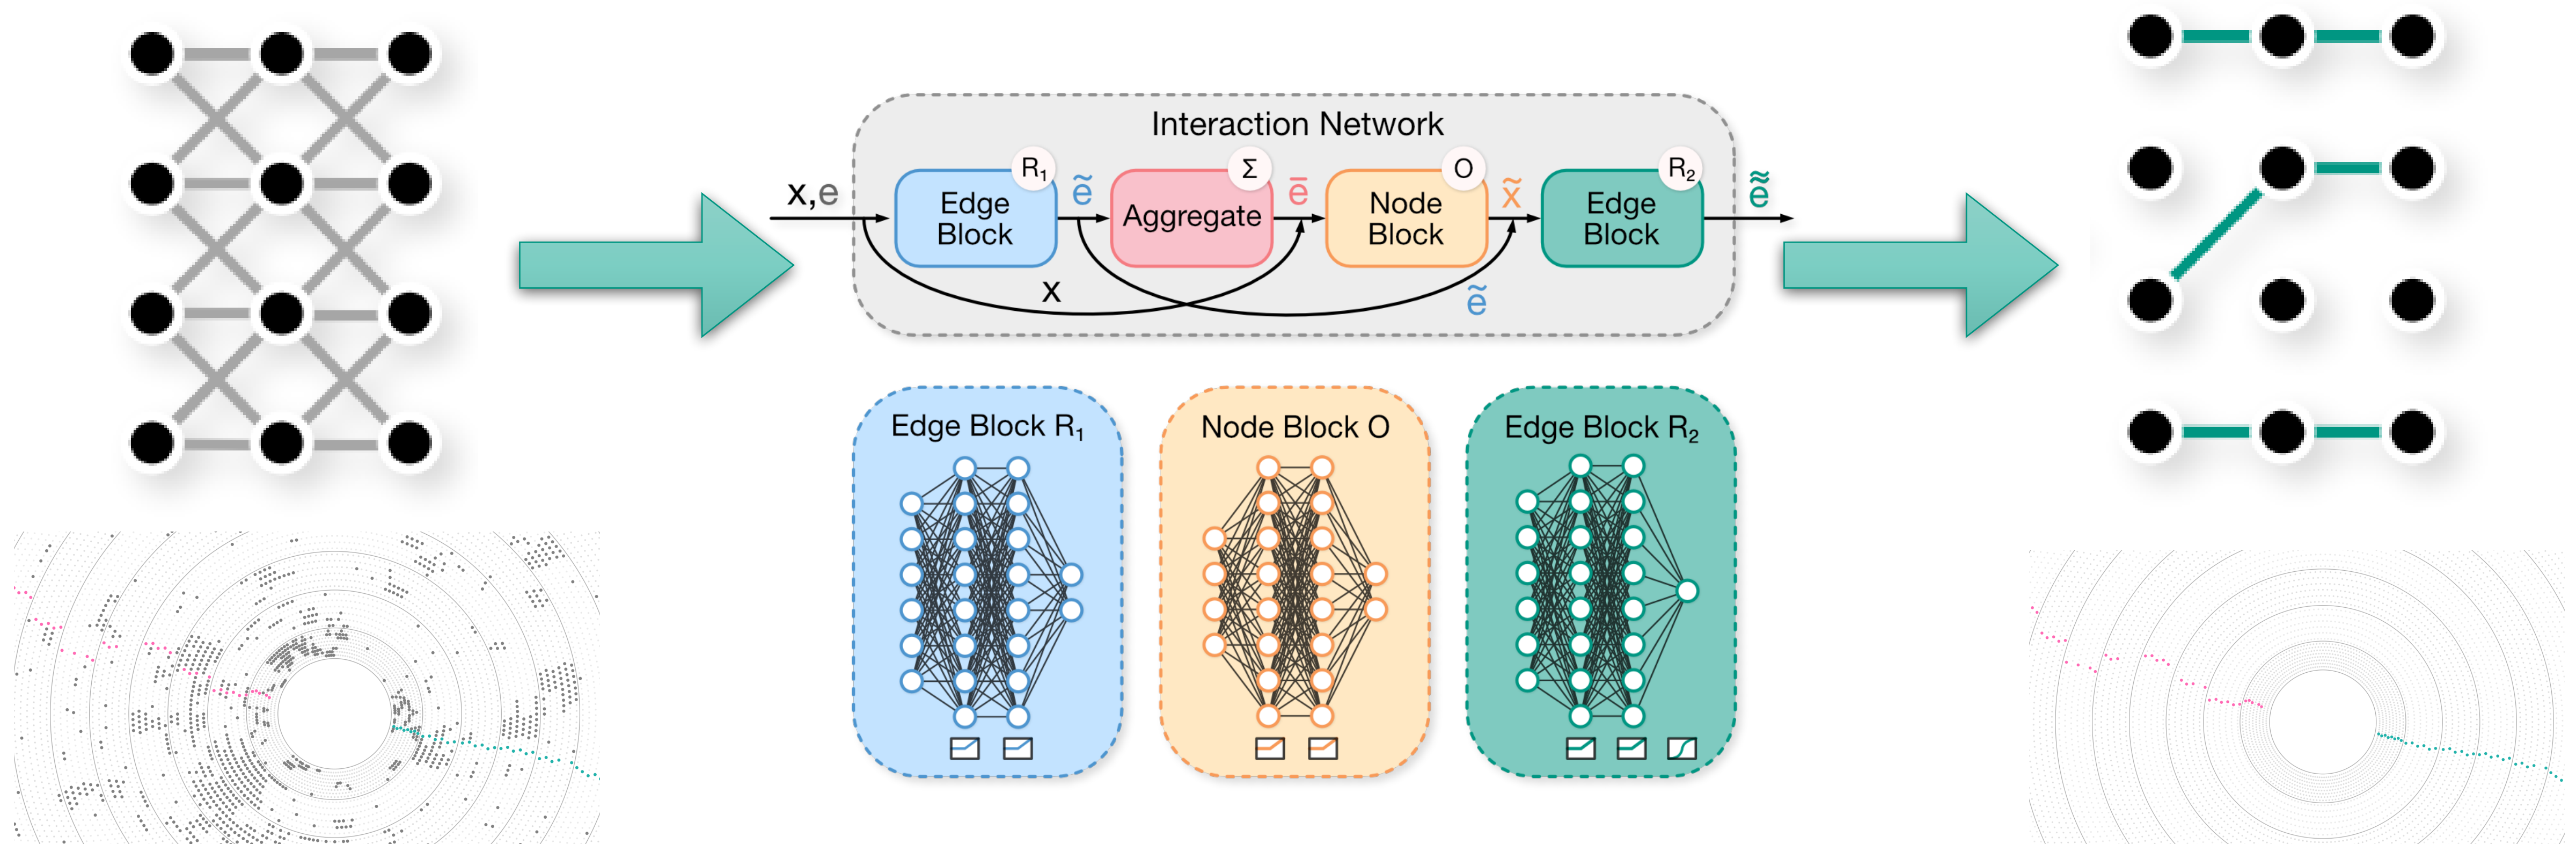 Interaction Network
x,e
Edge
Block
R₁
ẽ
Aggregate
Σ
ē
Node
Block
O
x̃
Edge
Block
R₂
ẽ̃
x
ẽ
Edge Block R₁
Node Block O
Edge Block R₂